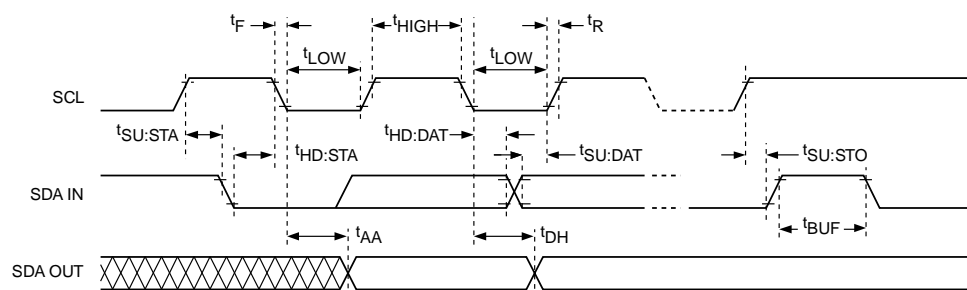 tF tHIGH tR
tLOW tLOW
SCL
tSU:STA tHD:STA tHD:DAT tSU:DAT tSU:STO
SDA IN
tBUF
tAA tDH
SDA OUT